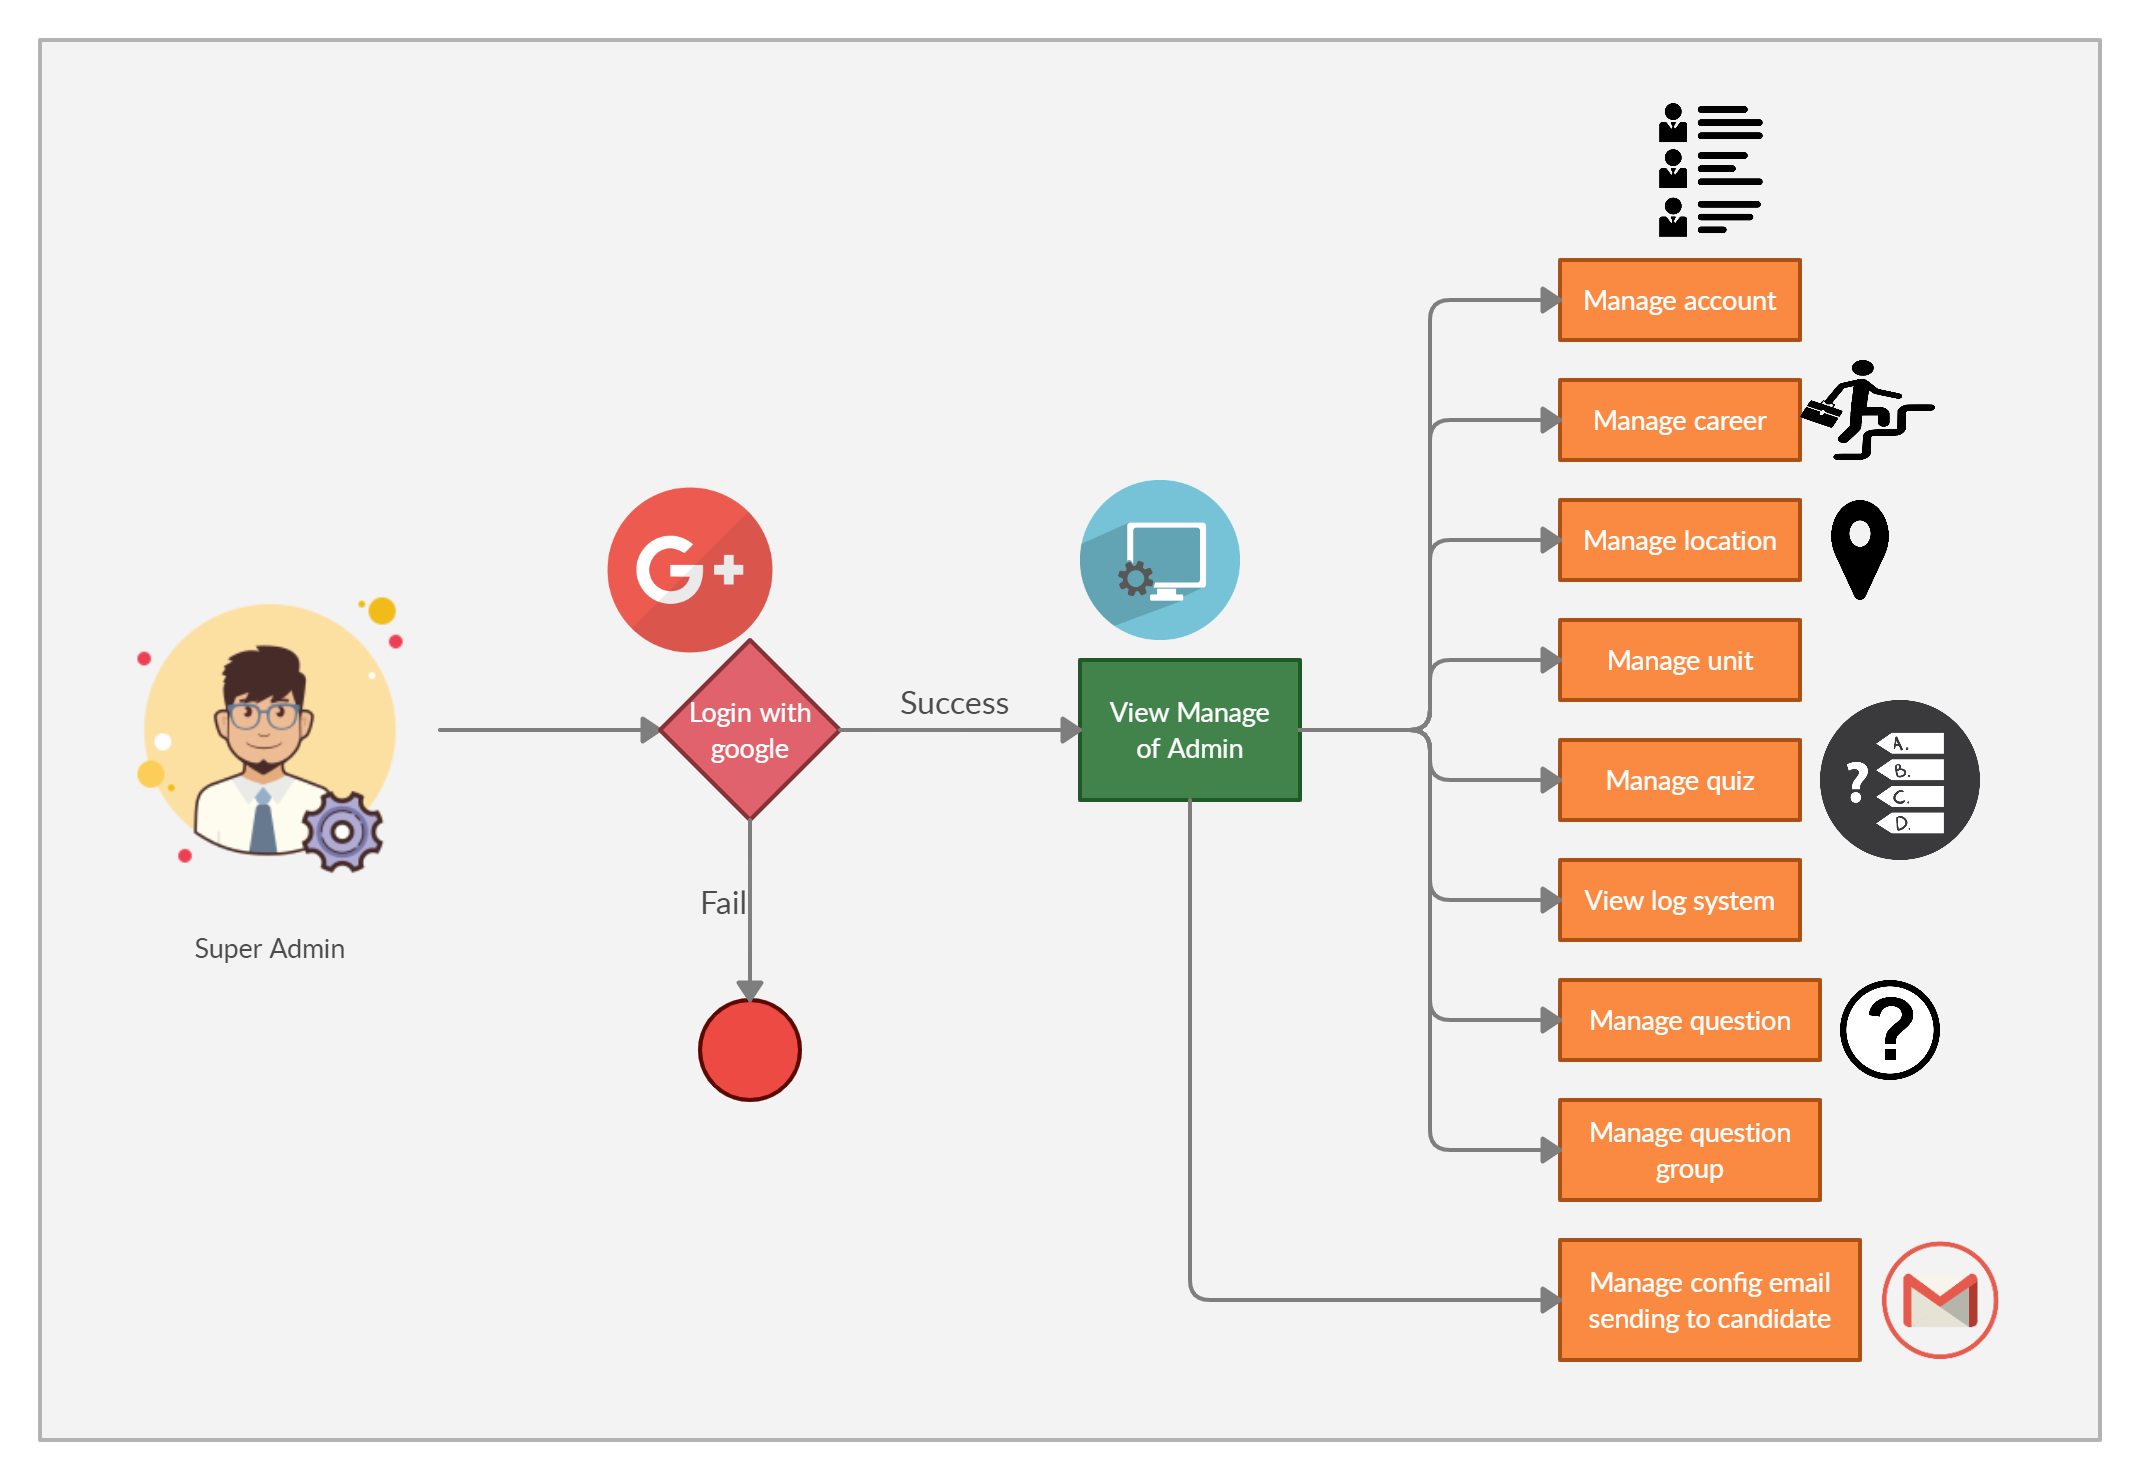 Manage account
Manage career
G+
Manage location
Manage unit
Login with
google
Success
View Manage
of Admin
Manage quiz
?
A.
B.
C.
D.
Fail
View log system
Super Admin
Manage question
?
Manage question
group
Manage config email
sending to candidate